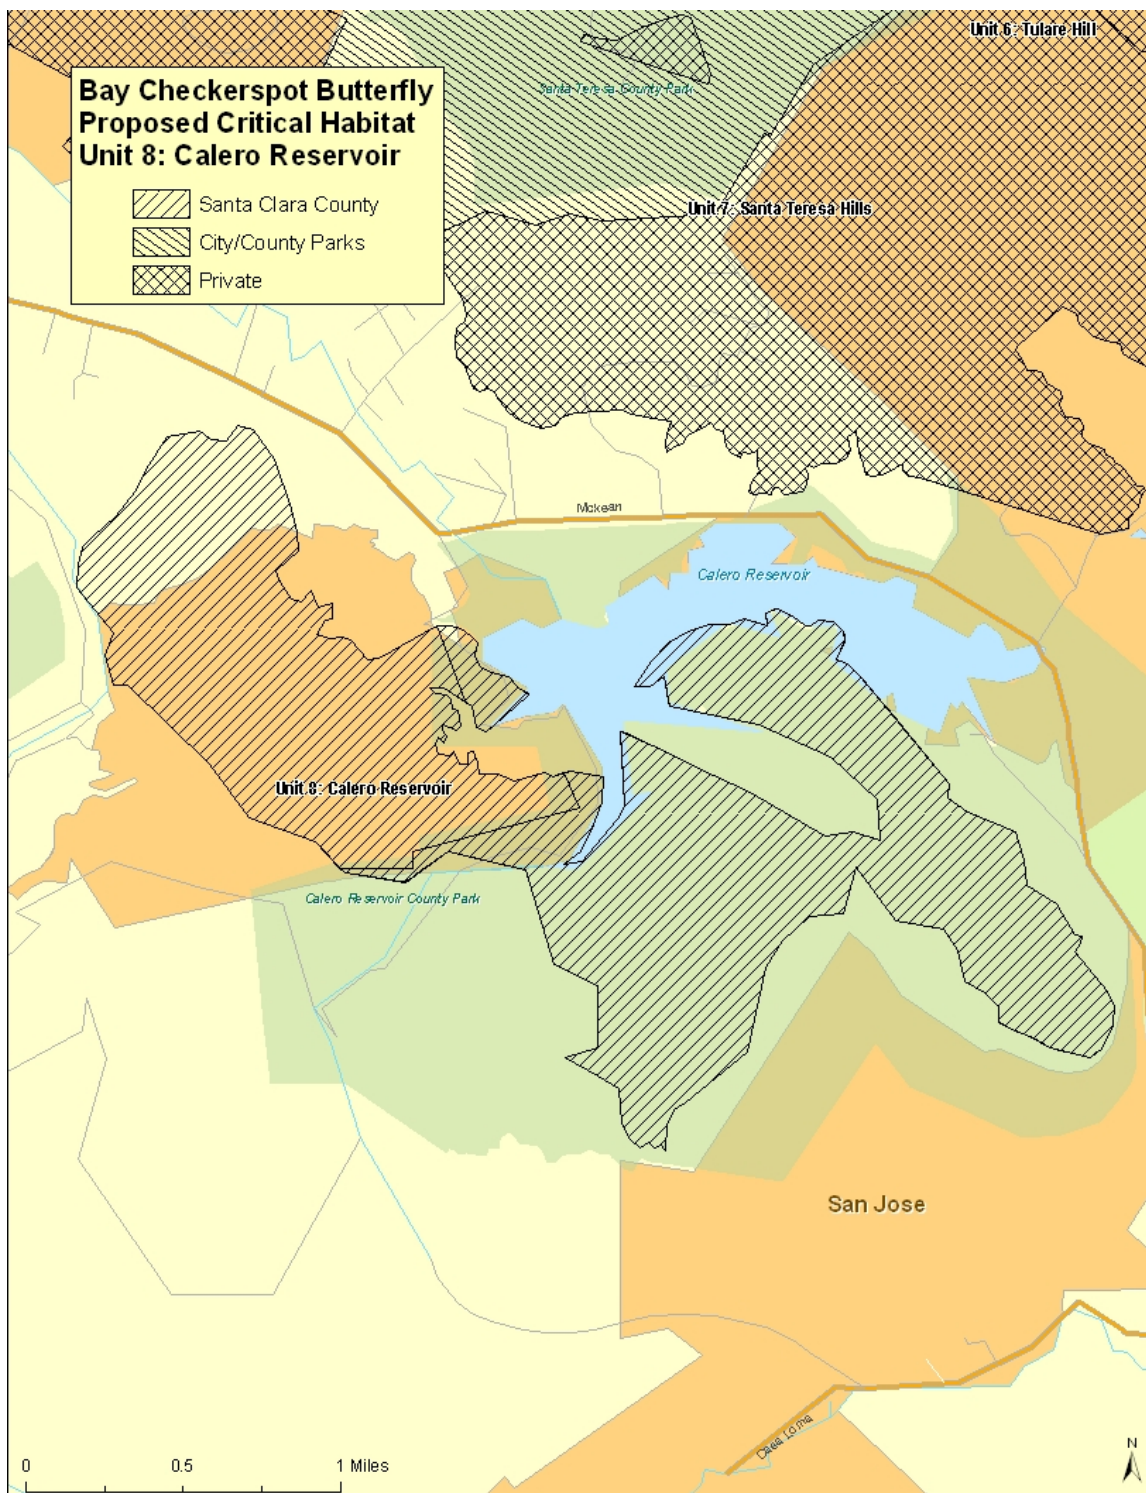 Unit 6: Tulare Hill
Bay Checkerspot Butterfly
Proposed Critical Habitat
Unit 8: Calero Reservoir
Santa Clara County
City/County Parks
Private
Santa Teresa County Park
Unit 7: Santa Teresa Hills
Mckean
Calero Reservoir
Unit 8: Calero Reservoir
Calero Reservoir County Park
San Jose
Casa Loma
0 0.5 1 Miles
N